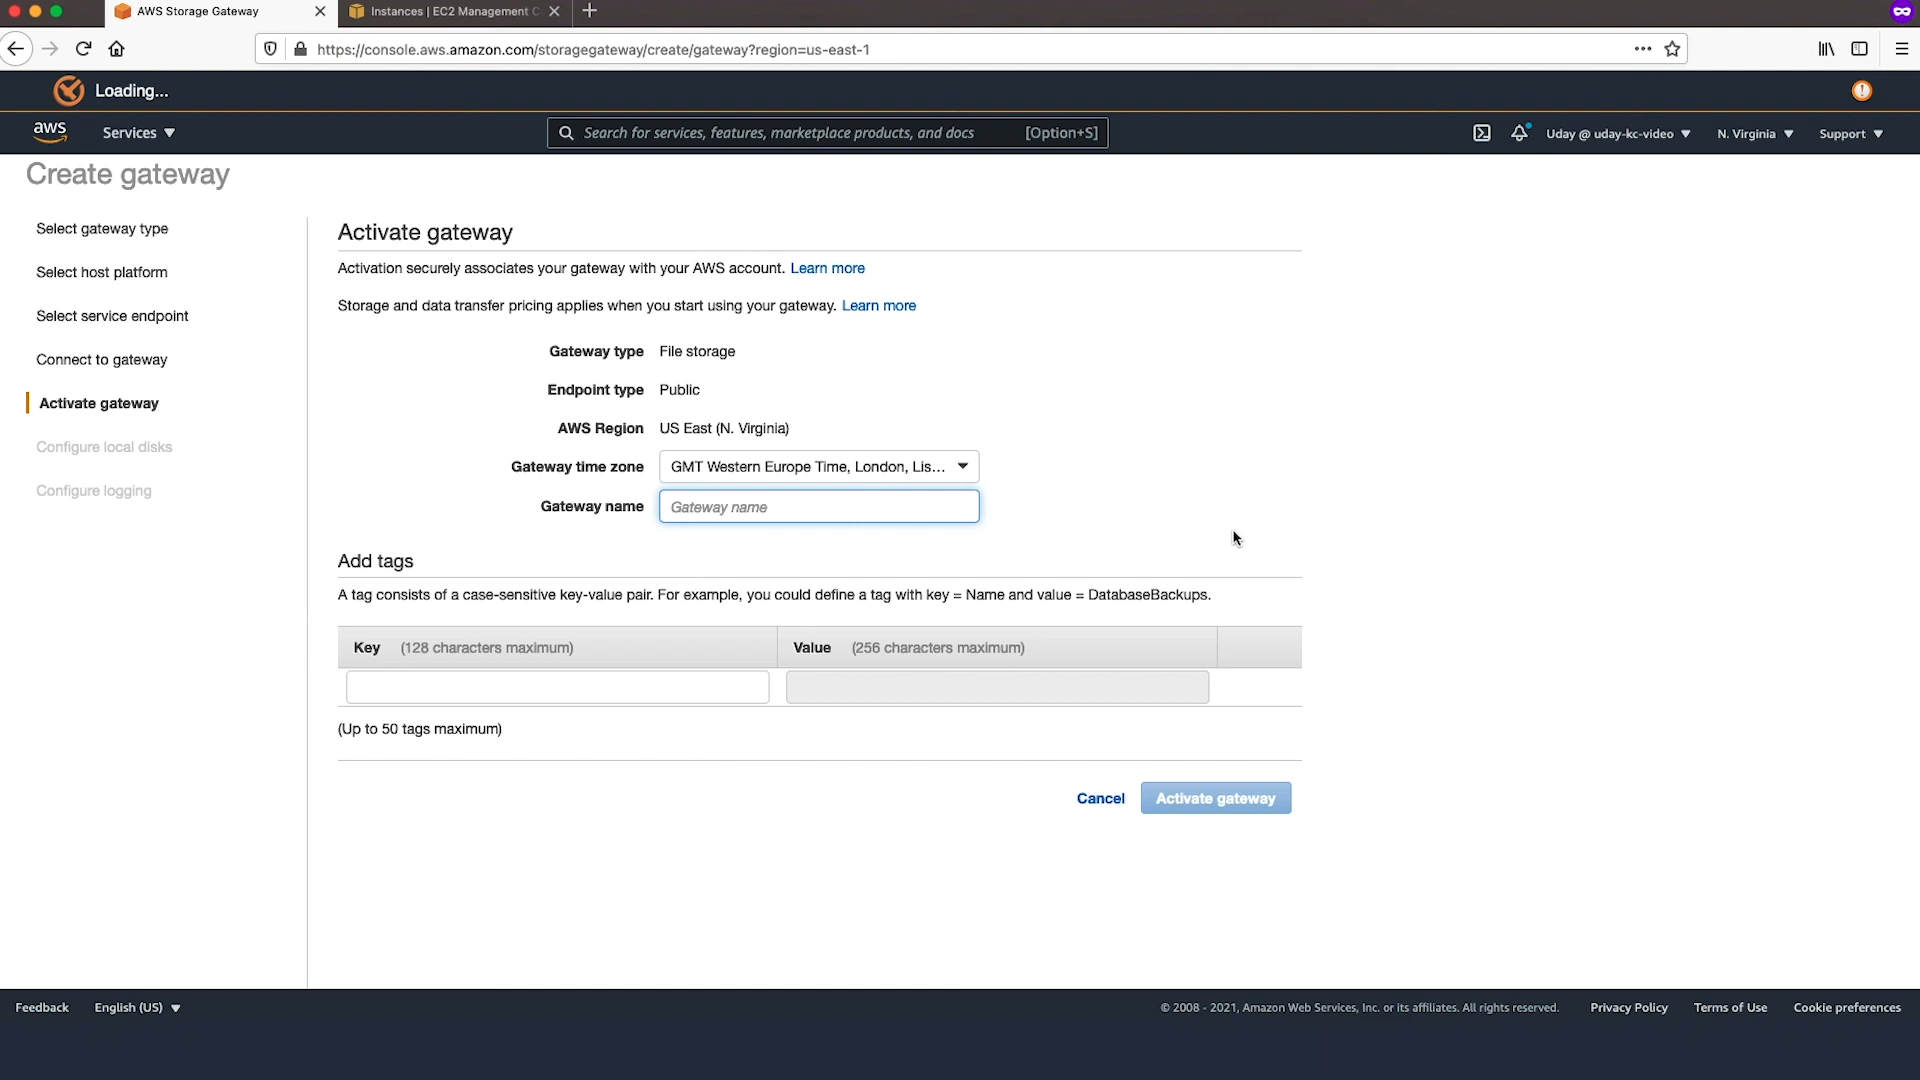 AWS Storage Gateway
Instances | EC2 Management C
https://console.aws.amazon.com/storagegateway/create/gateway?region=us-east-1
Loading...
aws
Services
Search for services, features, marketplace products, and docs [Option+S]
Uday @ uday-kc-video
N. Virginia
Support
Create gateway
Select gateway type
Select host platform
Select service endpoint
Connect to gateway
Activate gateway
Configure local disks
Configure logging
Activate gateway
Activation securely associates your gateway with your AWS account. Learn more
Storage and data transfer pricing applies when you start using your gateway. Learn more
Gateway type File storage
Endpoint type Public
AWS Region US East (N. Virginia)
Gateway time zone GMT Western Europe Time, London, Lis...
Gateway name Gateway name
Add tags
A tag consists of a case-sensitive key-value pair. For example, you could define a tag with key = Name and value = DatabaseBackups.
Key (128 characters maximum) Value (256 characters maximum)
(Up to 50 tags maximum)
Cancel Activate gateway
Feedback English (US)
© 2008 - 2021, Amazon Web Services, Inc. or its affiliates. All rights reserved. Privacy Policy Terms of Use Cookie preferences